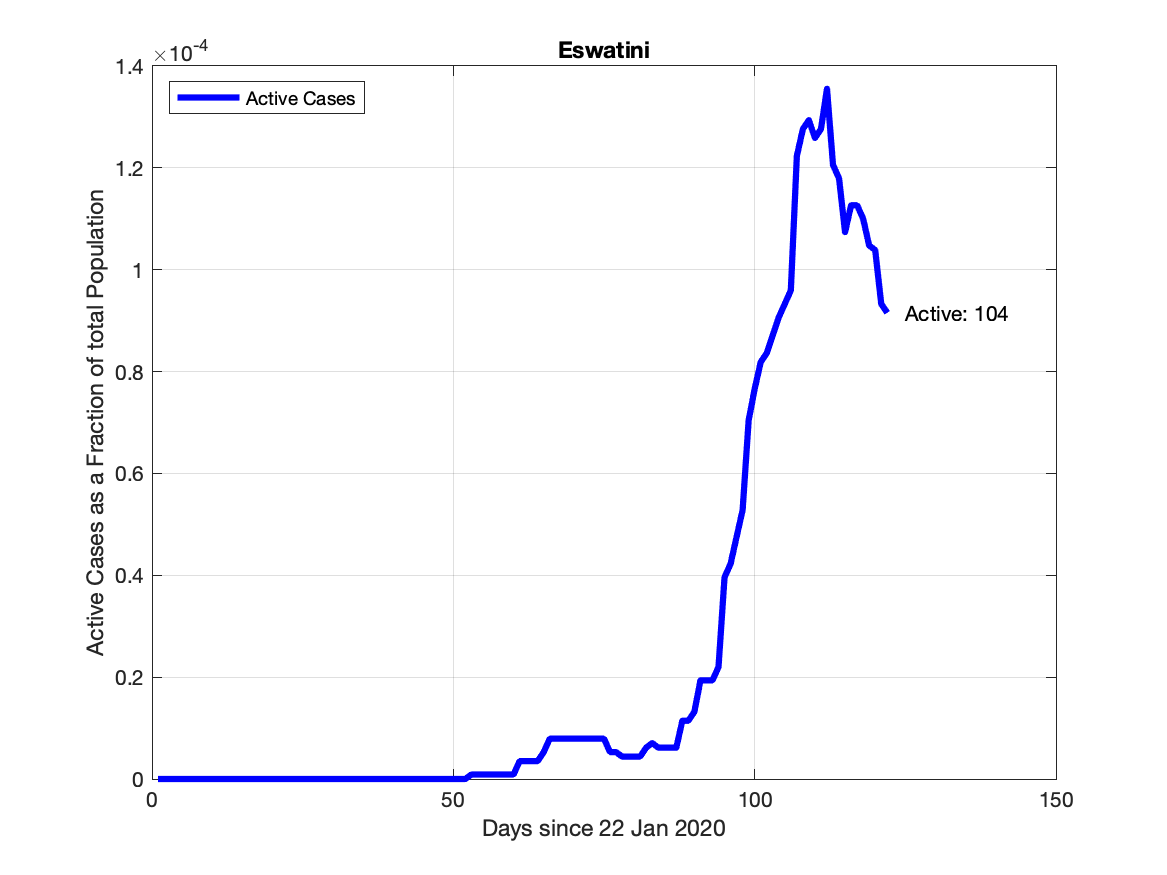 Eswatini
×10-4
Active Cases
1.4
1.2
1
0.8
0.6
0.4
0.2
0
Active Cases as a Fraction of total Population
Active: 104
0 50 100 150
Days since 22 Jan 2020